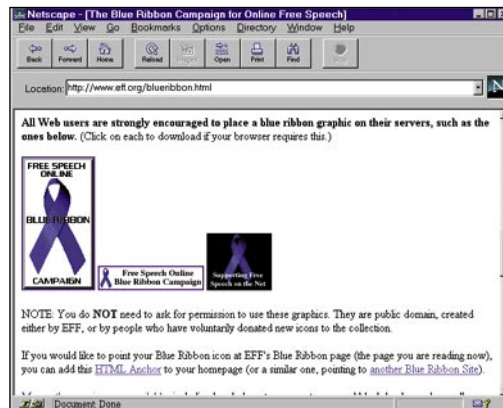 Netscape - [The Blue Ribbon Campaign for Online Free Speech]
File Edit View Go Bookmarks Options Directory Window Help
Back Forward Home Reload Images Open Print Find Stop
Location: http://www.eff.org/blueribbon.html
N
All Web users are strongly encouraged to place a blue ribbon graphic on their servers, such as the
ones below. (Click on each to download if your browser requires this.)
FREE SPEECH
ONLINE
BLUE RIBBON
CAMPAIGN
Free Speech Online
Blue Ribbon Campaign
Supporting Free
Speech on the Net
NOTE: You do NOT need to ask for permission to use these graphics. They are public domain, created
either by EFF, or by people who have voluntarily donated new icons to the collection.
If you would like to point your Blue Ribbon icon at EFF's Blue Ribbon page (the page you are reading now),
you can add this HTML Anchor to your homepage (or a similar one, pointing to another Blue Ribbon Site).
Document: Done